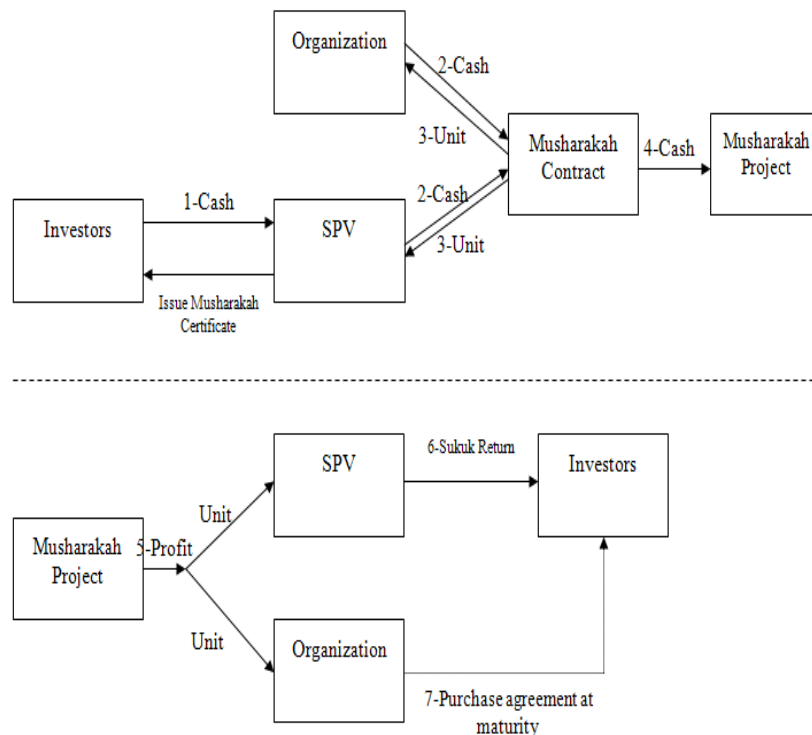 Organization
2-Cash
3-Unit
Musharakah
Contract
4-Cash
Musharakah
Project
1-Cash
2-Cash
Investors
SPV
3-Unit
Issue Musharakah
Certificate
SPV
6-Sukuk Return
Investors
Unit
5-Profit
Musharakah
Project
Unit
Organization
7-Purchase agreement at
maturity